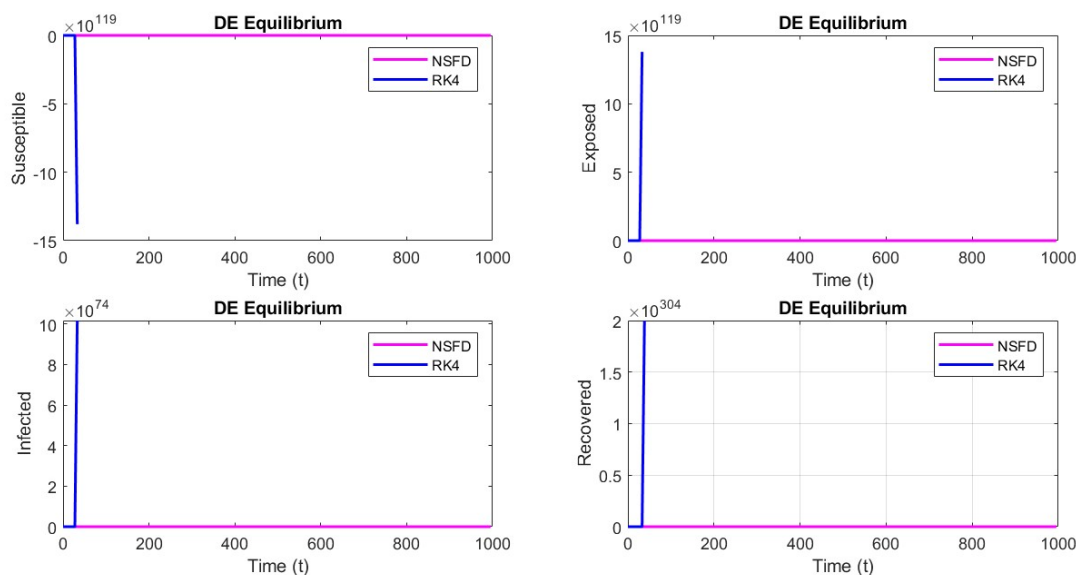 ×10^119
DE Equilibrium
0
-5
-10
-15
Susceptible
NSFD
RK4
0 200 400 600 800 1000
Time (t)
×10^119
DE Equilibrium
15
10
5
0
Exposed
NSFD
RK4
0 200 400 600 800 1000
Time (t)
×10^74
DE Equilibrium
10
8
6
4
2
0
Infected
NSFD
RK4
0 200 400 600 800 1000
Time (t)
×10^304
DE Equilibrium
2
1.5
1
0.5
0
Recovered
NSFD
RK4
0 200 400 600 800 1000
Time (t)